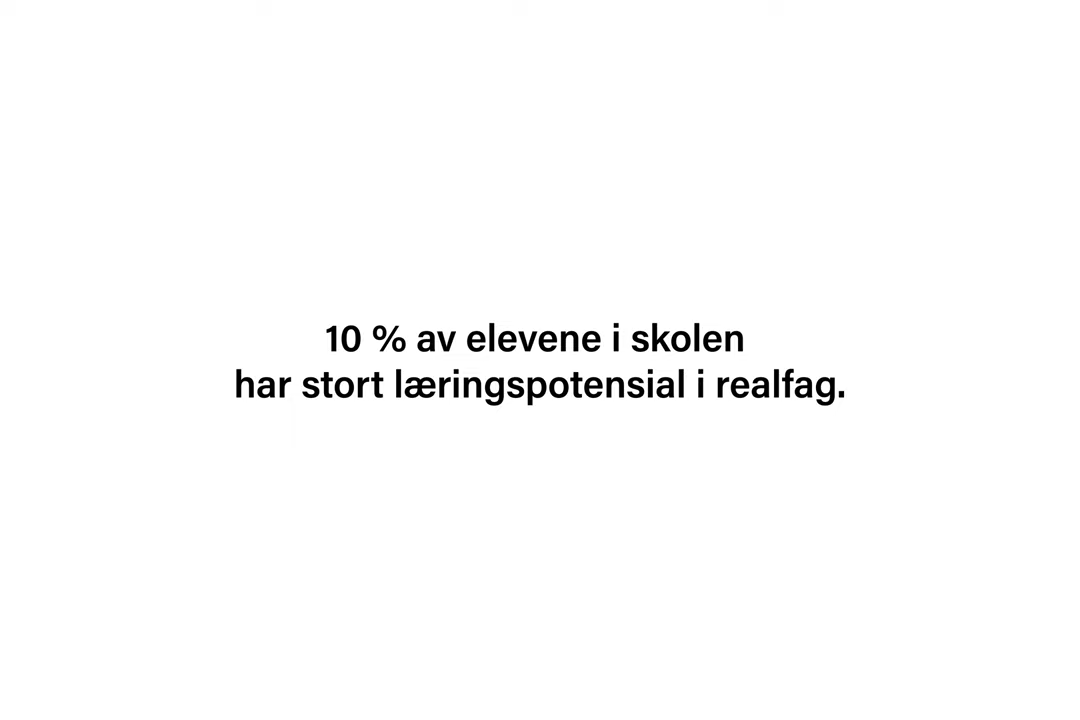 10 % av elevene i skolen
har stort læringspotensial i realfag.